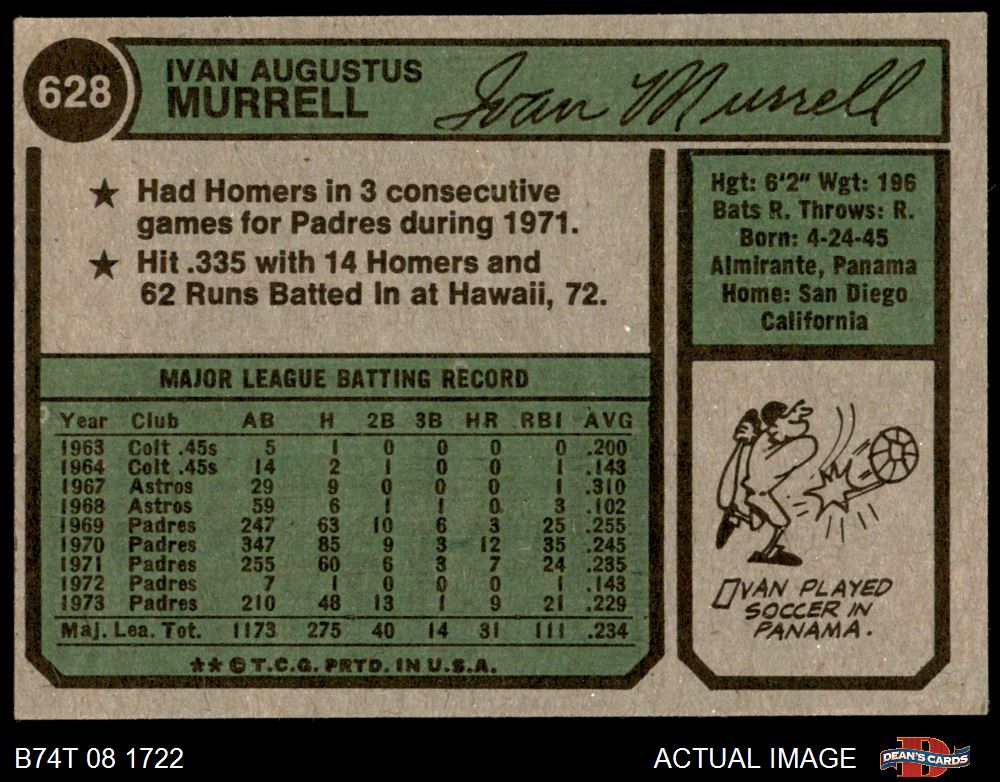 628
IVAN AUGUSTUS
MURRELL
Ivan Murrell
★ Had Homers in 3 consecutive
games for Padres during 1971.
★ Hit .335 with 14 Homers and
62 Runs Batted In at Hawaii, 72.
Hgt: 6'2" Wgt: 196
Bats R. Throws: R.
Born: 4-24-45
Almirante, Panama
Home: San Diego
California
MAJOR LEAGUE BATTING RECORD
Year Club AB H 2B 3B HR RBI AVG
1963 Colt .45s 5 1 0 0 0 0 .200
1964 Colt .45s 14 2 1 0 0 1 .143
1967 Astros 29 9 0 0 0 1 .310
1968 Astros 59 6 1 1 0 3 .102
1969 Padres 247 63 10 6 3 25 .255
1970 Padres 347 85 9 3 12 35 .245
1971 Padres 255 60 6 3 7 24 .235
1972 Padres 7 1 0 0 0 1 .143
1973 Padres 210 48 13 1 9 21 .229
Maj. Lea. Tot. 1173 275 40 14 31 111 .234
★★ © T.C.G. PRTD. IN U.S.A.
IVAN PLAYED
SOCCER IN
PANAMA.
B74T 08 1722
ACTUAL IMAGE
DEAN'S CARDS